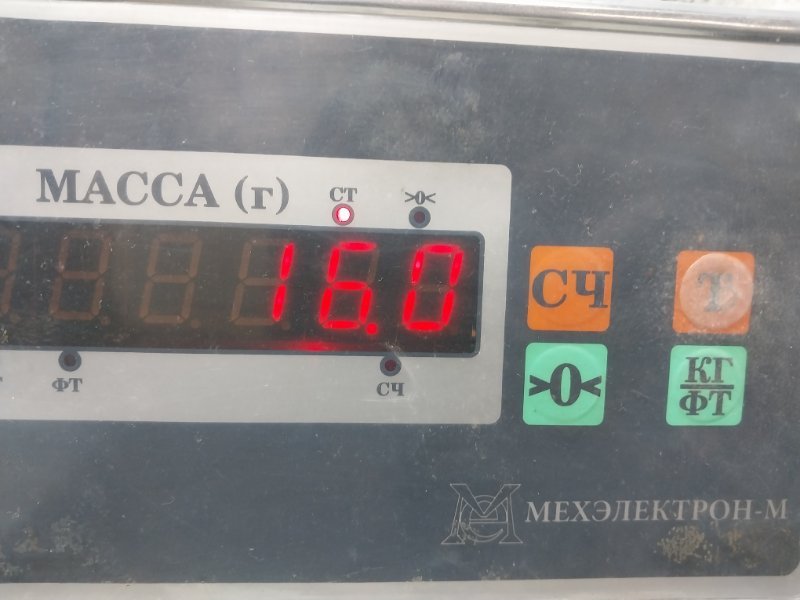 МАССА (г)
СТ
>0<
16.0
ФТ
СЧ
СЧ
Т
>0<
КГ
ФТ
МЕХЭЛЕКТРОН-М